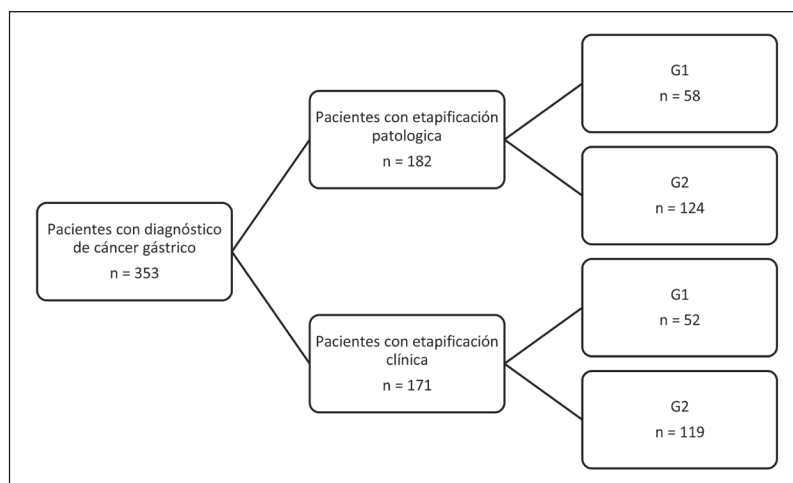 Pacientes con diagnóstico
de cáncer gástrico
n = 353
Pacientes con etapificación
patologica
n = 182
G1
n = 58
G2
n = 124
Pacientes con etapificación
clínica
n = 171
G1
n = 52
G2
n = 119